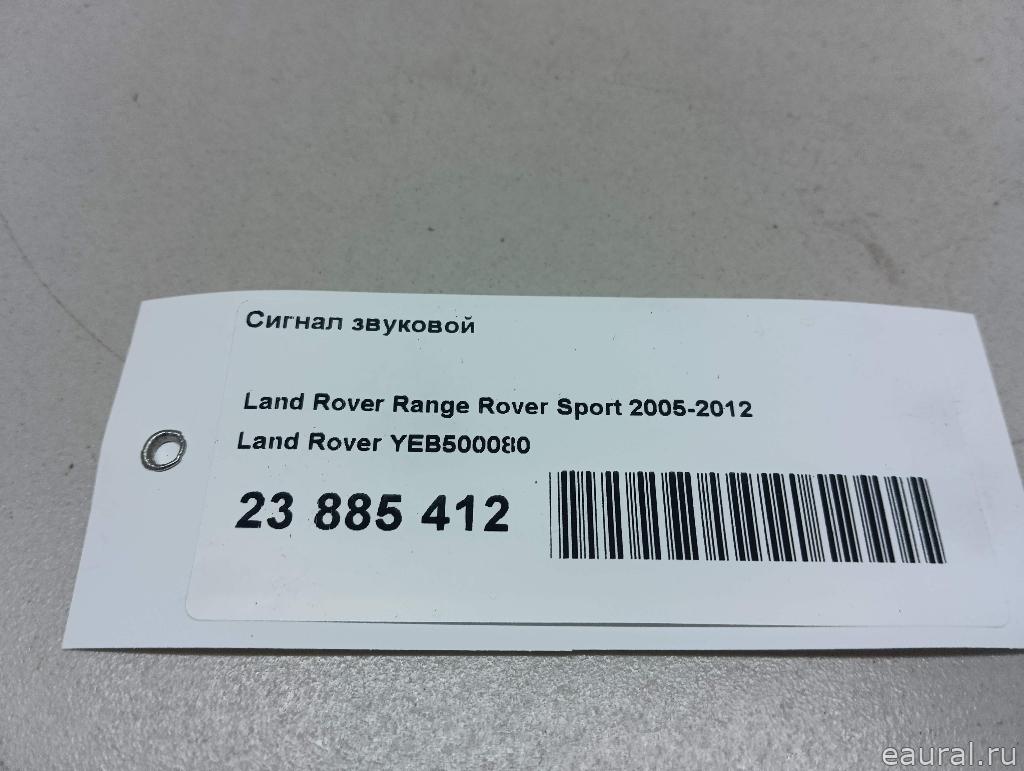 Сигнал звуковой
Land Rover Range Rover Sport 2005-2012
Land Rover YEB500080
23 885 412
eaural.ru